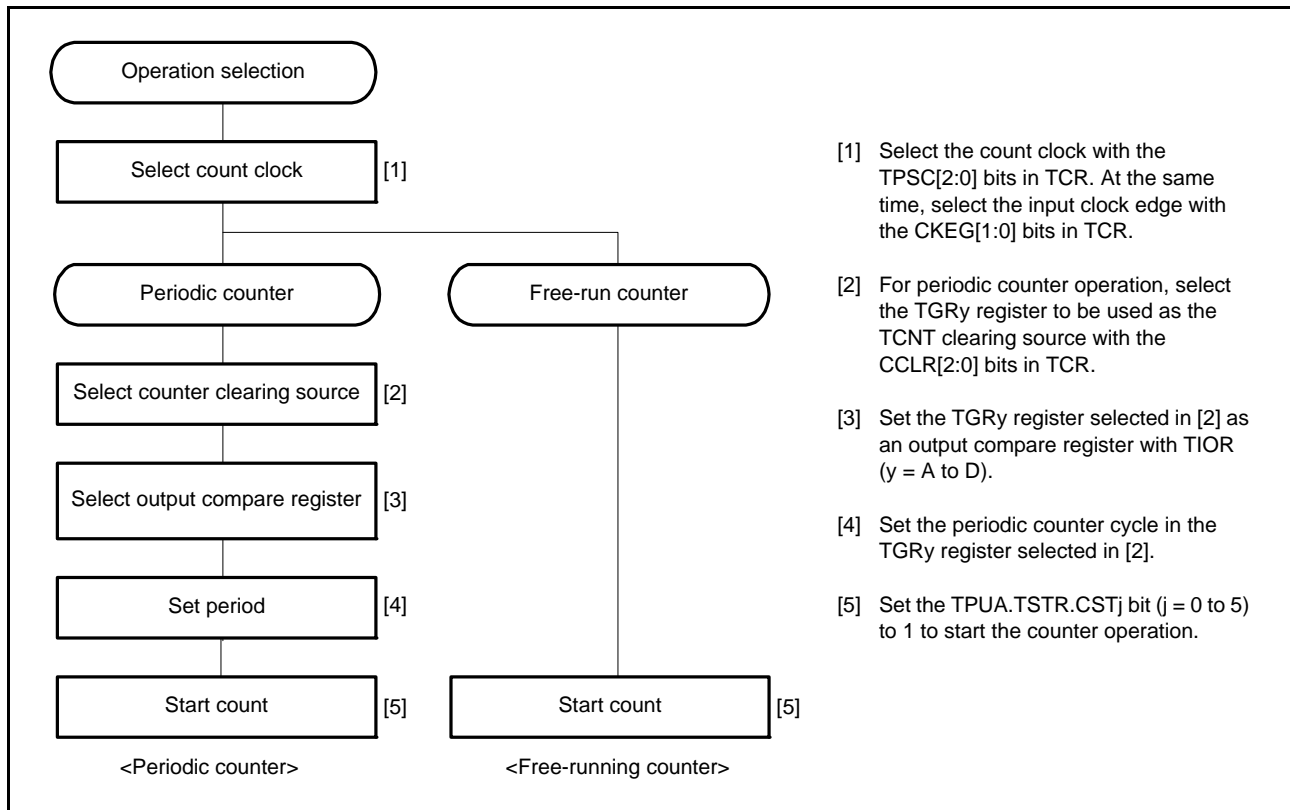 Operation selection
Select count clock
[1]
Periodic counter
Free-run counter
Select counter clearing source
[2]
Select output compare register
[3]
Set period
[4]
Start count
[5]
Start count
[5]
<Periodic counter>
<Free-running counter>
[1] Select the count clock with the
TPSC[2:0] bits in TCR. At the same
time, select the input clock edge with
the CKEG[1:0] bits in TCR.
[2] For periodic counter operation, select
the TGRy register to be used as the
TCNT clearing source with the
CCLR[2:0] bits in TCR.
[3] Set the TGRy register selected in [2] as
an output compare register with TIOR
(y = A to D).
[4] Set the periodic counter cycle in the
TGRy register selected in [2].
[5] Set the TPUA.TSTR.CSTj bit (j = 0 to 5)
to 1 to start the counter operation.